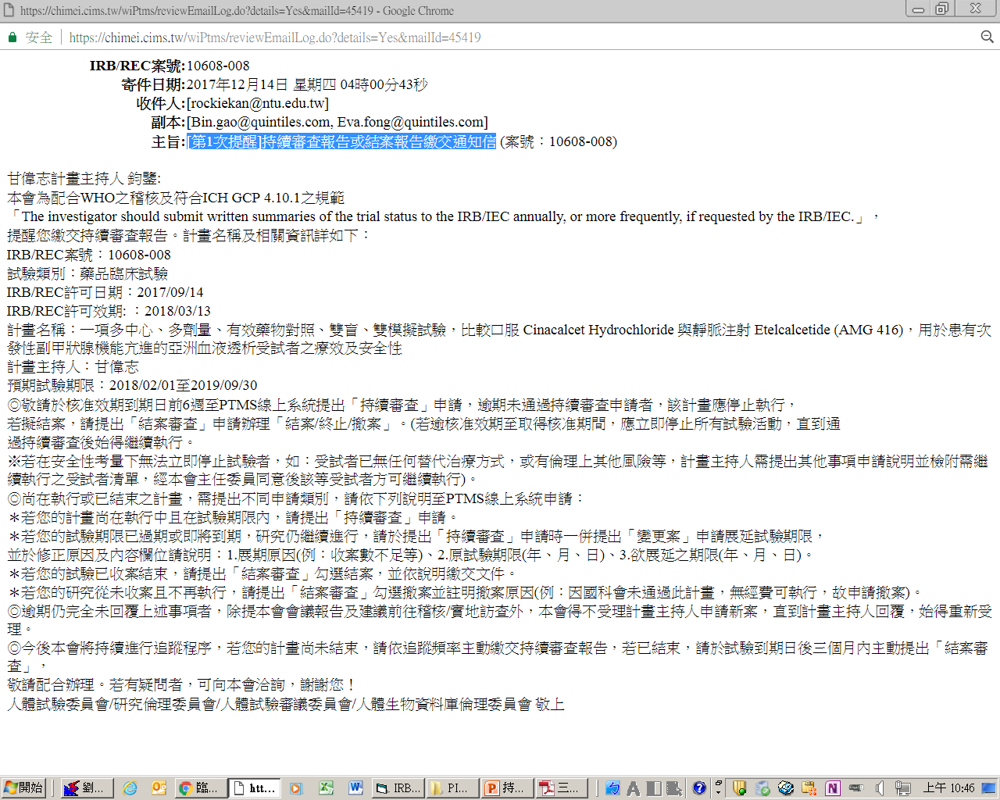 https://chimei.cims.tw/wiPtms/reviewEmailLog.do?details=Yes&mailId=45419 - Google Chrome
安全 https://chimei.cims.tw/wiPtms/reviewEmailLog.do?details=Yes&mailId=45419
IRB/REC案號:10608-008
寄件日期:2017年12月14日 星期四 04時00分43秒
收件人:[rockiekan@ntu.edu.tw]
副本:[Bin.gao@quintiles.com, Eva.fong@quintiles.com]
主旨:[第1次提醒]持續審查報告或結案報告繳交通知信 (案號：10608-008)
甘偉志計畫主持人 鈞鑒:
本會為配合WHO之稽核及符合ICH GCP 4.10.1之規範
「The investigator should submit written summaries of the trial status to the IRB/IEC annually, or more frequently, if requested by the IRB/IEC.」，
提醒您繳交持續審查報告。計畫名稱及相關資訊詳如下：
IRB/REC案號：10608-008
試驗類別：藥品臨床試驗
IRB/REC許可日期：2017/09/14
IRB/REC許可效期: ：2018/03/13
計畫名稱：一項多中心、多劑量、有效藥物對照、雙盲、雙模擬試驗，比較口服 Cinacalcet Hydrochloride 與靜脈注射 Etelcalcetide (AMG 416)，用於患有次
發性副甲狀腺機能亢進的亞洲血液透析受試者之療效及安全性
計畫主持人：甘偉志
預期試驗期限：2018/02/01至2019/09/30
◎敬請於核准效期到期日前6週至PTMS線上系統提出「持續審查」申請，逾期未通過持續審查申請者，該計畫應停止執行，
若擬結案，請提出「結案審查」申請辦理「結案/終止/撤案」。(若逾核准效期至取得核准期間，應立即停止所有試驗活動，直到通
過持續審查後始得繼續執行。
※若在安全性考量下無法立即停止試驗者，如：受試者已無任何替代治療方式，或有倫理上其他風險等，計畫主持人需提出其他事項申請說明並檢附需繼
續執行之受試者清單，經本會主任委員同意後該等受試者方可繼續執行)。
◎尚在執行或已結束之計畫，需提出不同申請類別，請依下列說明至PTMS線上系統申請：
＊若您的計畫尚在執行中且在試驗期限內，請提出「持續審查」申請。
＊若您的試驗期限已過期或即將到期，研究仍繼續進行，請於提出「持續審查」申請時一併提出「變更案」申請展延試驗期限，
並於修正原因及內容欄位請說明：1.展期原因(例：收案數不足等)、2.原試驗期限(年、月、日)、3.欲展延之期限(年、月、日)。
＊若您的試驗已收案結束，請提出「結案審查」勾選結案，並依說明繳交文件。
＊若您的研究從未收案且不再執行，請提出「結案審查」勾選撤案並註明撤案原因(例：因國科會未通過此計畫，無經費可執行，故申請撤案)。
◎逾期仍完全未回覆上述事項者，除提本會會議報告及建議前往稽核/實地訪查外，本會得不受理計畫主持人申請新案，直到計畫主持人回覆，始得重新受
理。
◎今後本會將持續進行追蹤程序，若您的計畫尚未結束，請依追蹤頻率主動繳交持續審查報告，若已結束，請於試驗到期日後三個月內主動提出「結案審
查」，
敬請配合辦理。若有疑問者，可向本會洽詢，謝謝您！
人體試驗委員會/研究倫理委員會/人體試驗審議委員會/人體生物資料庫倫理委員會 敬上
開始 劉... 臨... htt... IRB... PI... 持... 三... 上午 10:46